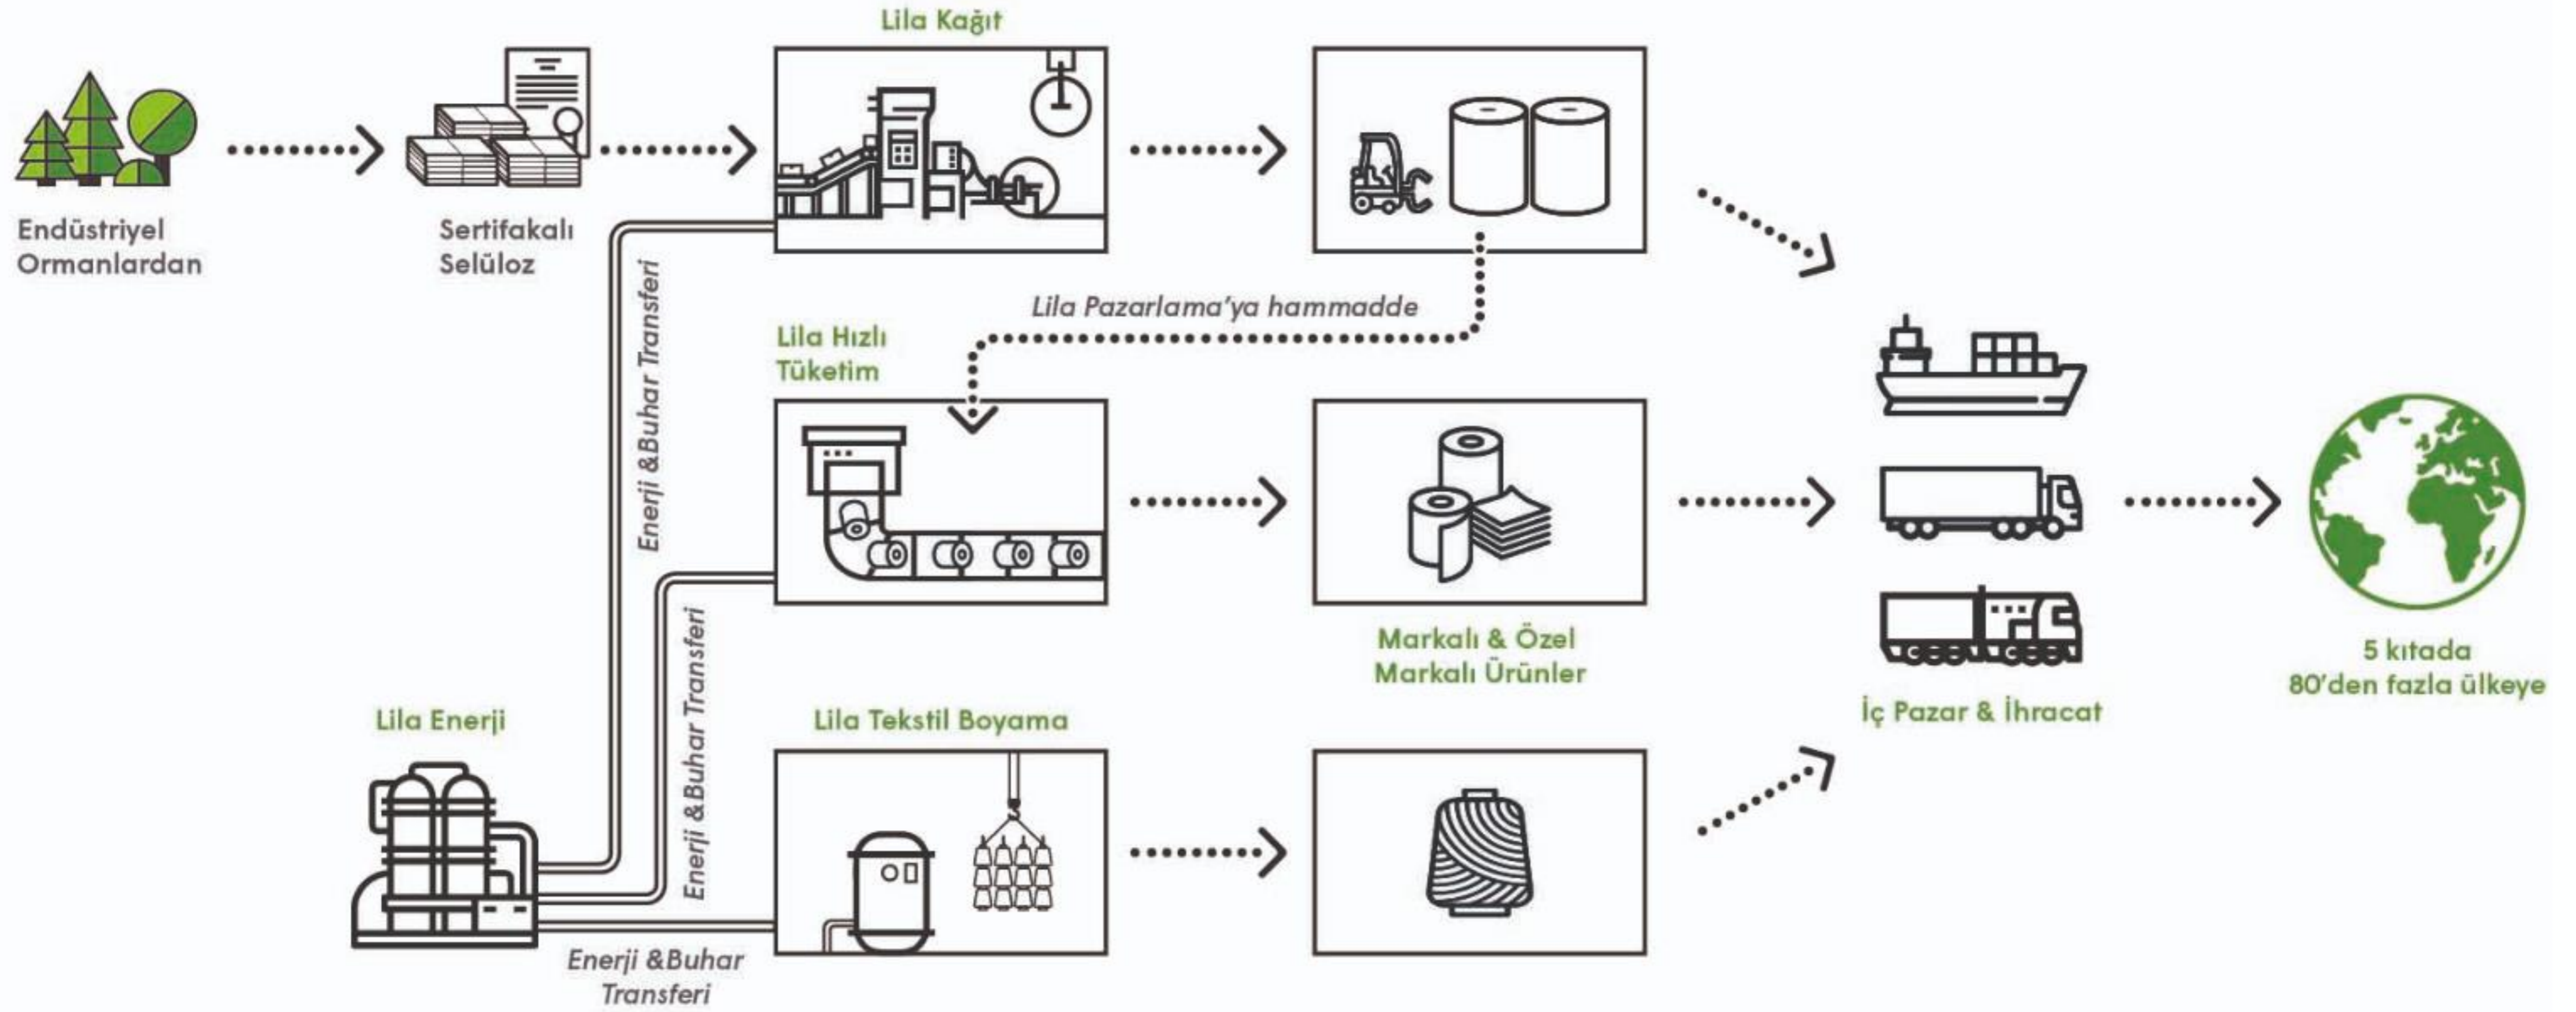 Lila Kağıt
Endüstriyel
Ormanlardan
Sertifakalı
Selüloz
Enerji &Buhar Transferi
Lila Pazarlama'ya hammadde
Lila Hızlı
Tüketim
Enerji &Buhar Transferi
Markalı & Özel
Markalı Ürünler
İç Pazar & İhracat
5 kıtada
80'den fazla ülkeye
Lila Enerji
Lila Tekstil Boyama
Enerji &Buhar
Transferi